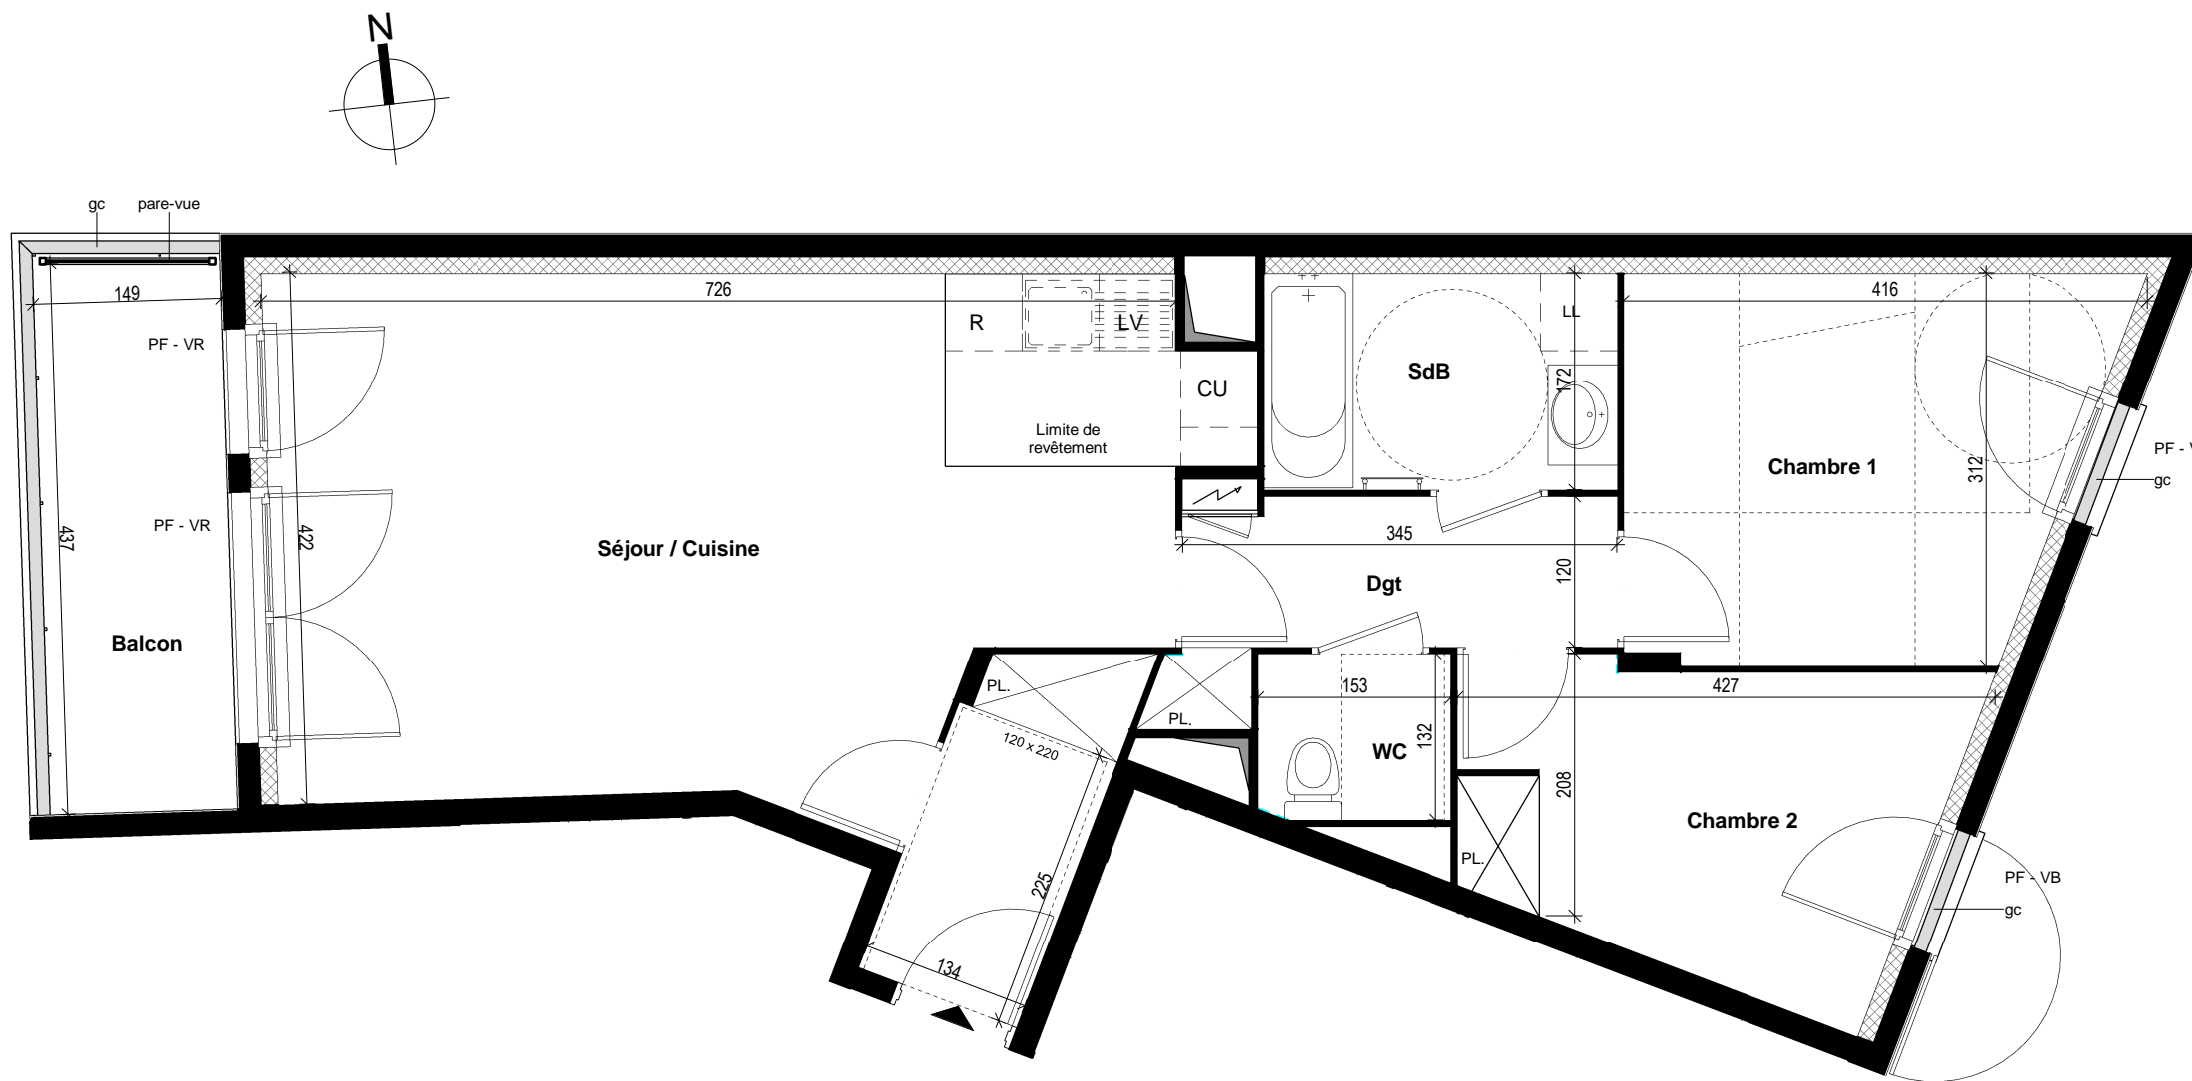 N
gc
pare-vue
149
726
416
PF - VR
R
LV
LL
CU
SdB
172
Limite de
revêtement
Chambre 1
312
PF - V
gc
PF - VR
437
422
Séjour / Cuisine
345
Dgt
120
Balcon
PL.
153
427
PL.
120 x 220
WC
132
208
Chambre 2
PL.
225
PF - VB
gc
134